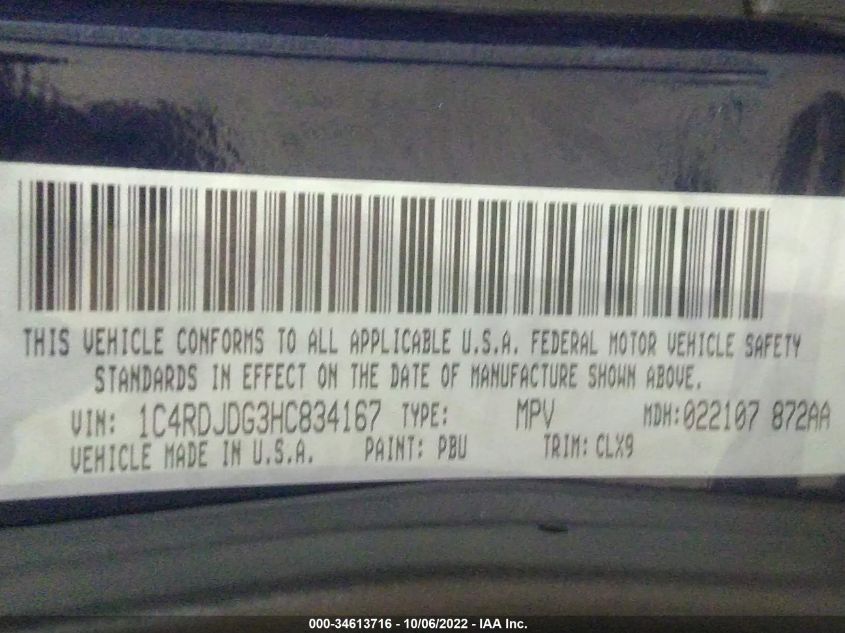 THIS VEHICLE CONFORMS TO ALL APPLICABLE U.S.A. FEDERAL MOTOR VEHICLE SAFETY
STANDARDS IN EFFECT ON THE DATE OF MANUFACTURE SHOWN ABOVE.
VIN: 1C4RDJDG3HC834167 TYPE: MPV MDH:022107 872AA
VEHICLE MADE IN U.S.A. PAINT: PBU TRIM: CLX9
000-34613716 - 10/06/2022 - IAA Inc.